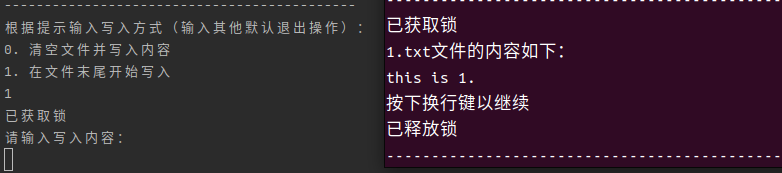 ----------------------------------------
根据提示输入写入方式（输入其他默认退出操作）：
0. 清空文件并写入内容
1. 在文件末尾开始写入
1
已获取锁
请输入写入内容：
----------------------------------------
已获取锁
1.txt文件的内容如下：
this is 1.
按下换行键以继续
已释放锁
----------------------------------------